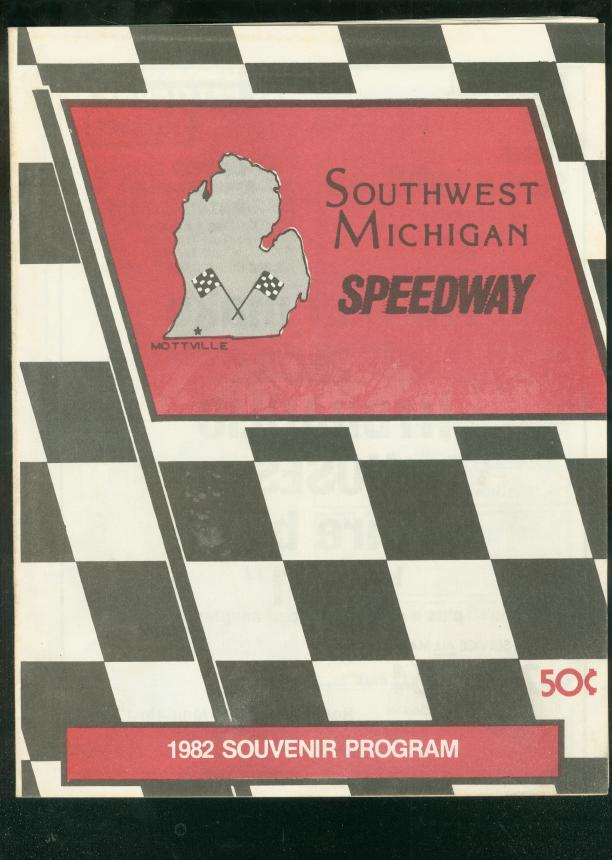 SOUTHWEST
MICHIGAN
SPEEDWAY
MOTTVILLE
50¢
1982 SOUVENIR PROGRAM